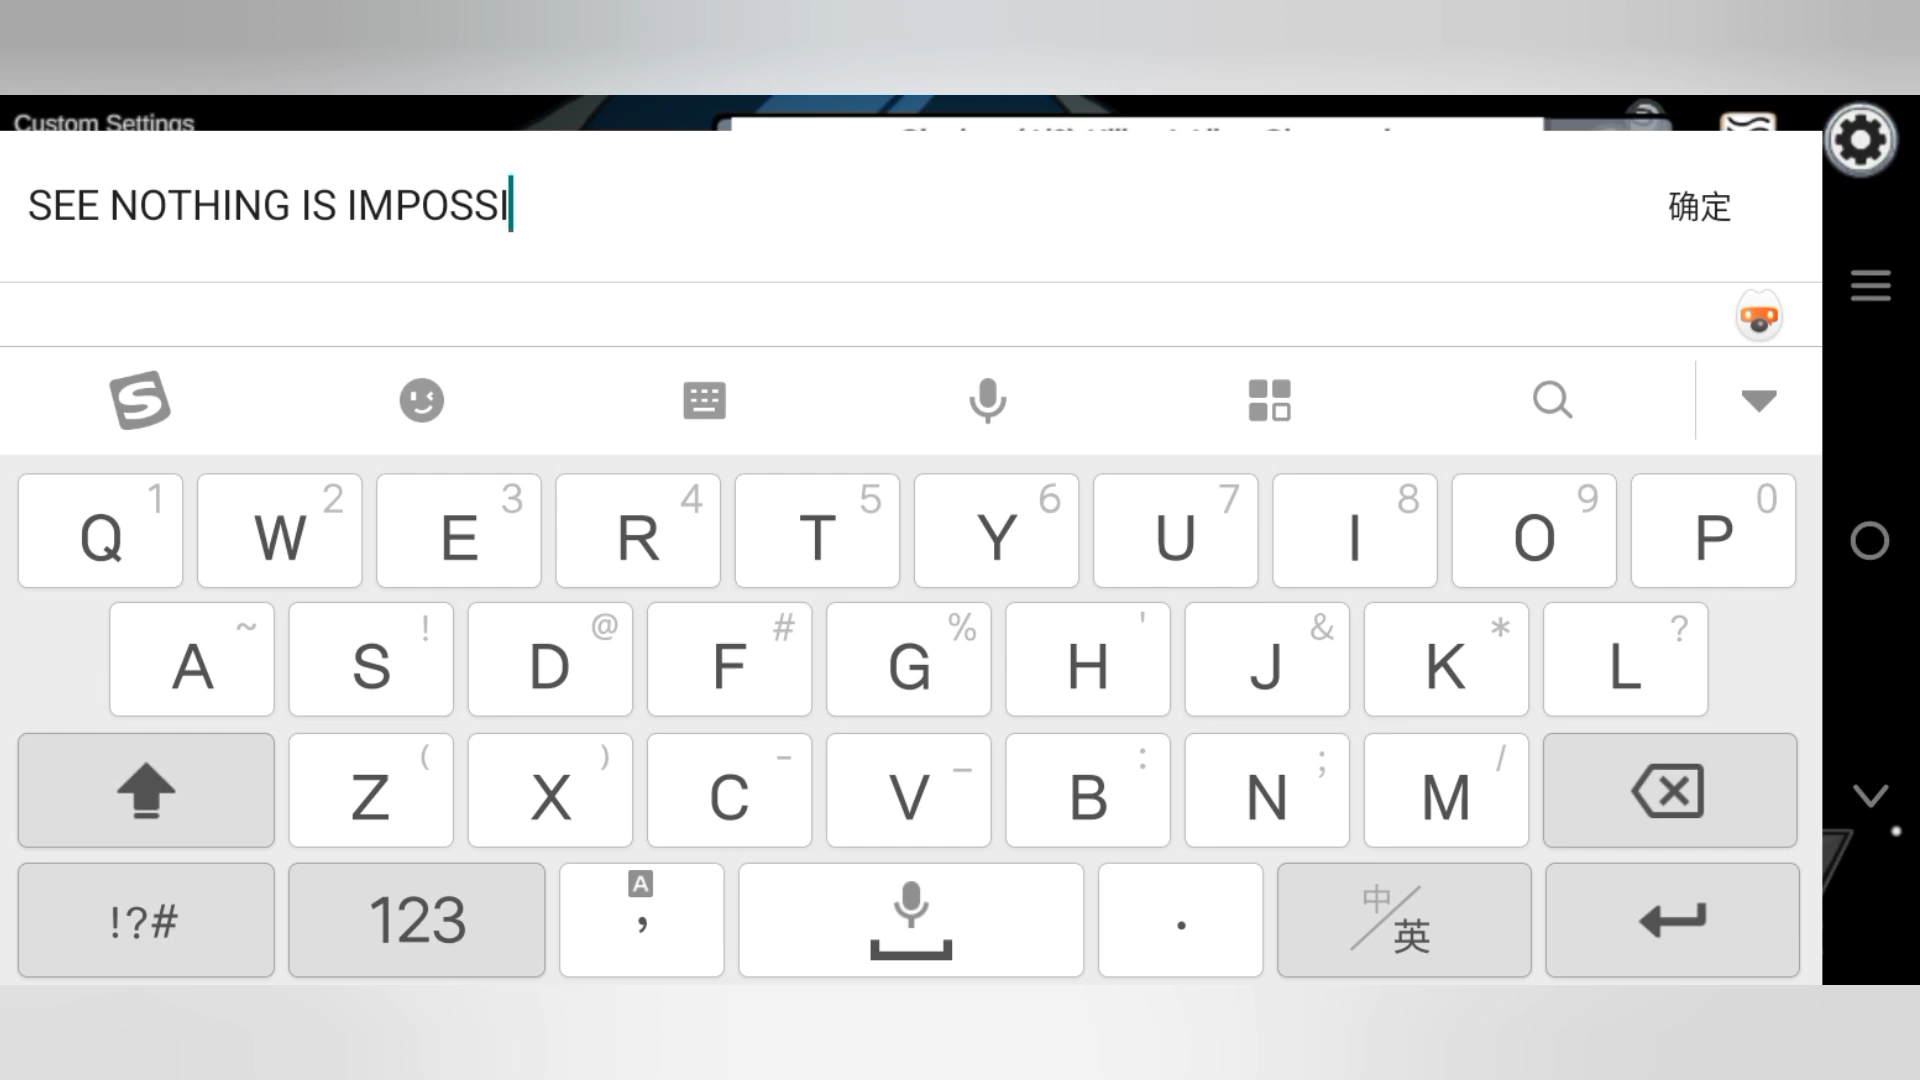 Custom Settings
SEE NOTHING IS IMPOSSI
确定
1 2 3 4 5 6 7 8 9 0
Q W E R T Y U I O P
~ ! @ # % ' & * ?
A S D F G H J K L
( ) - _ : ; /
Z X C V B N M
!?# 123 A , . 中/英